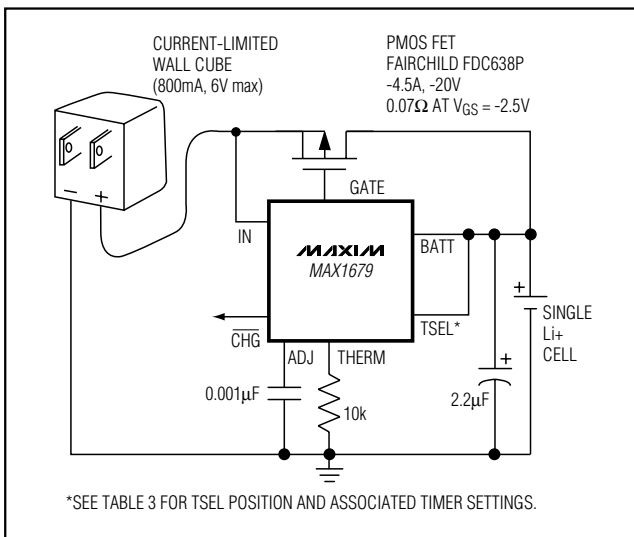 CURRENT-LIMITED
WALL CUBE
(800mA, 6V max)
PMOS FET
FAIRCHILD FDC638P
-4.5A, -20V
0.07Ω AT VGS = -2.5V
GATE
IN
MAXIM
MAX1679
BATT
TSEL*
CHG
ADJ
THERM
0.001µF
10k
2.2µF
SINGLE
Li+
CELL
− +
+
+
*SEE TABLE 3 FOR TSEL POSITION AND ASSOCIATED TIMER SETTINGS.